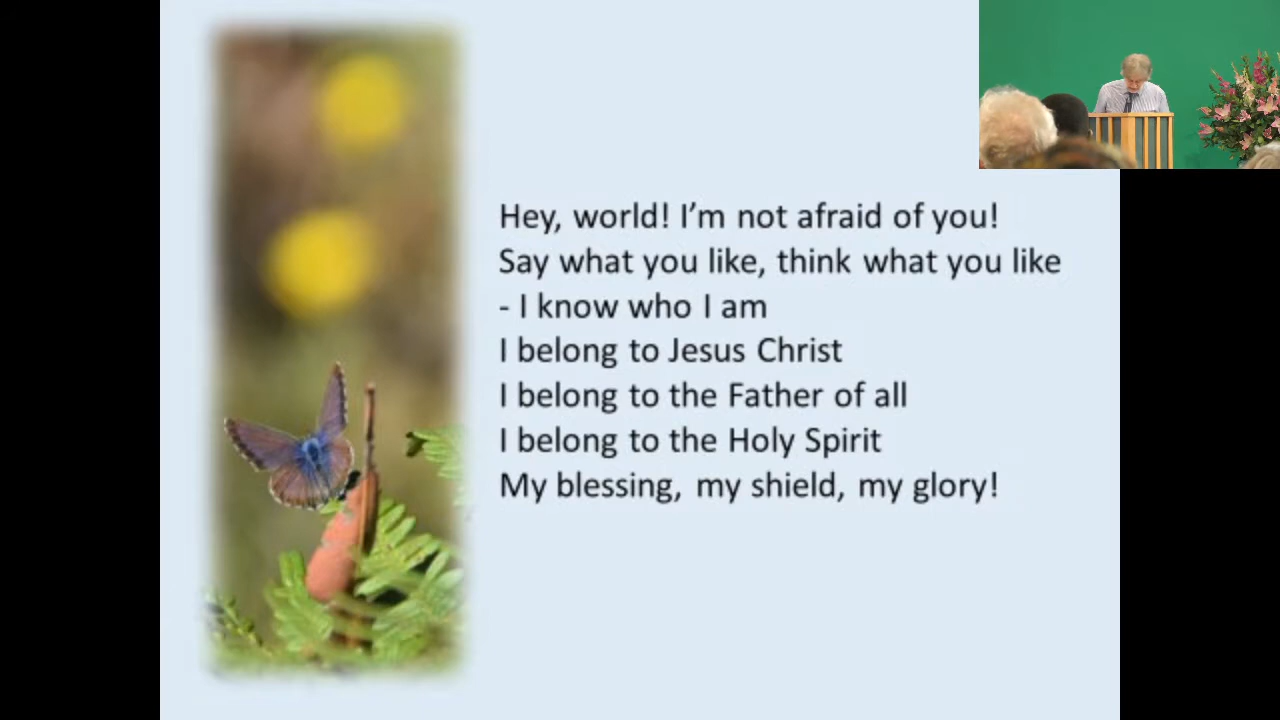 Hey, world! I’m not afraid of you!
Say what you like, think what you like
- I know who I am
I belong to Jesus Christ
I belong to the Father of all
I belong to the Holy Spirit
My blessing, my shield, my glory!